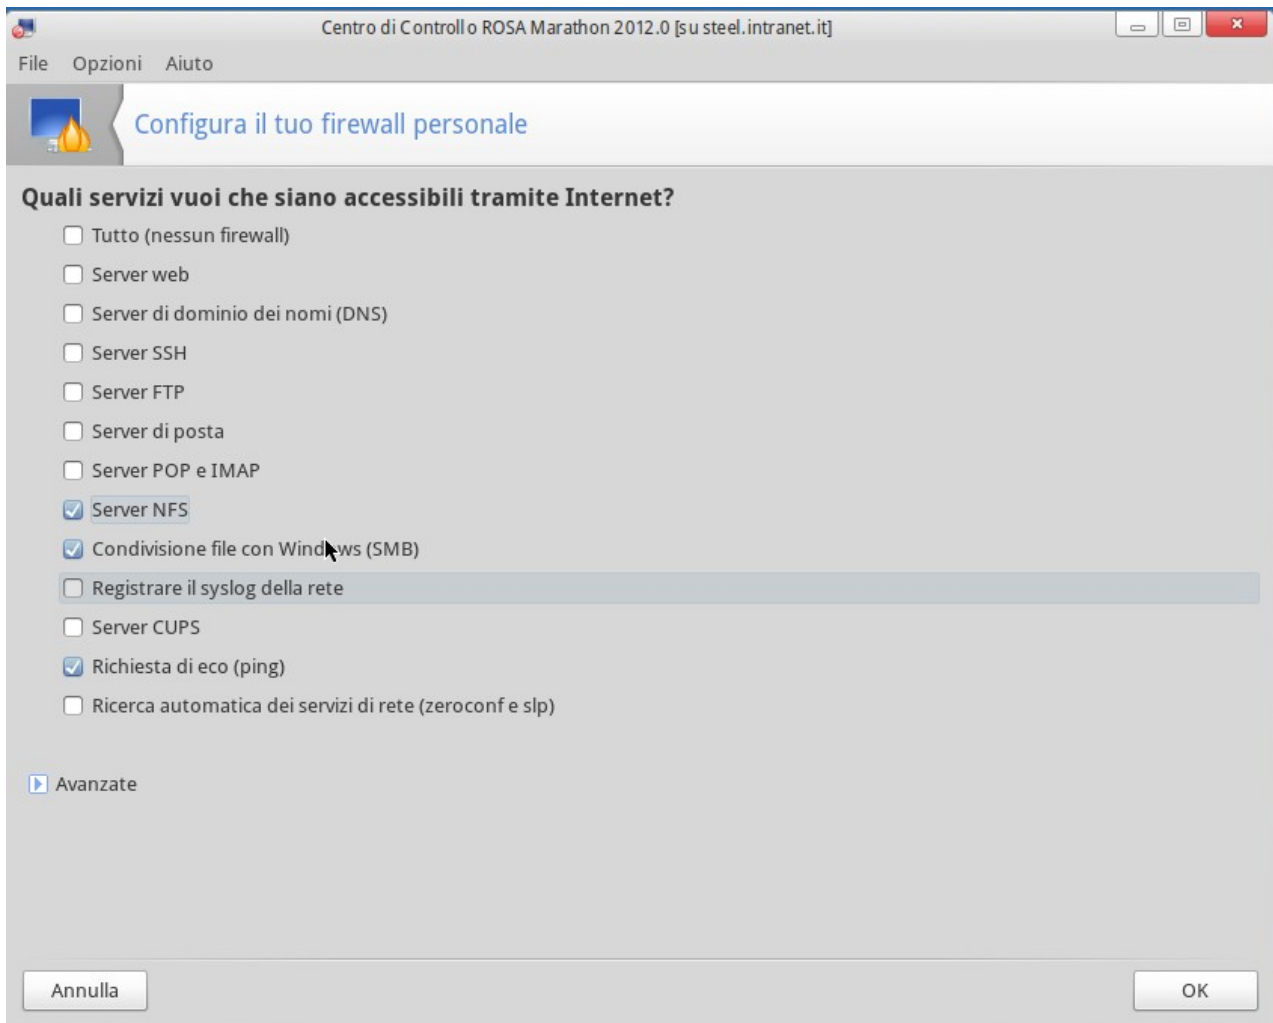 Centro di Controllo ROSA Marathon 2012.0 [su steel.intranet.it]
File Opzioni Aiuto
Configura il tuo firewall personale
Quali servizi vuoi che siano accessibili tramite Internet?
Tutto (nessun firewall)
Server web
Server di dominio dei nomi (DNS)
Server SSH
Server FTP
Server di posta
Server POP e IMAP
Server NFS
Condivisione file con Windows (SMB)
Registrare il syslog della rete
Server CUPS
Richiesta di eco (ping)
Ricerca automatica dei servizi di rete (zeroconf e slp)
Avanzate
Annulla OK